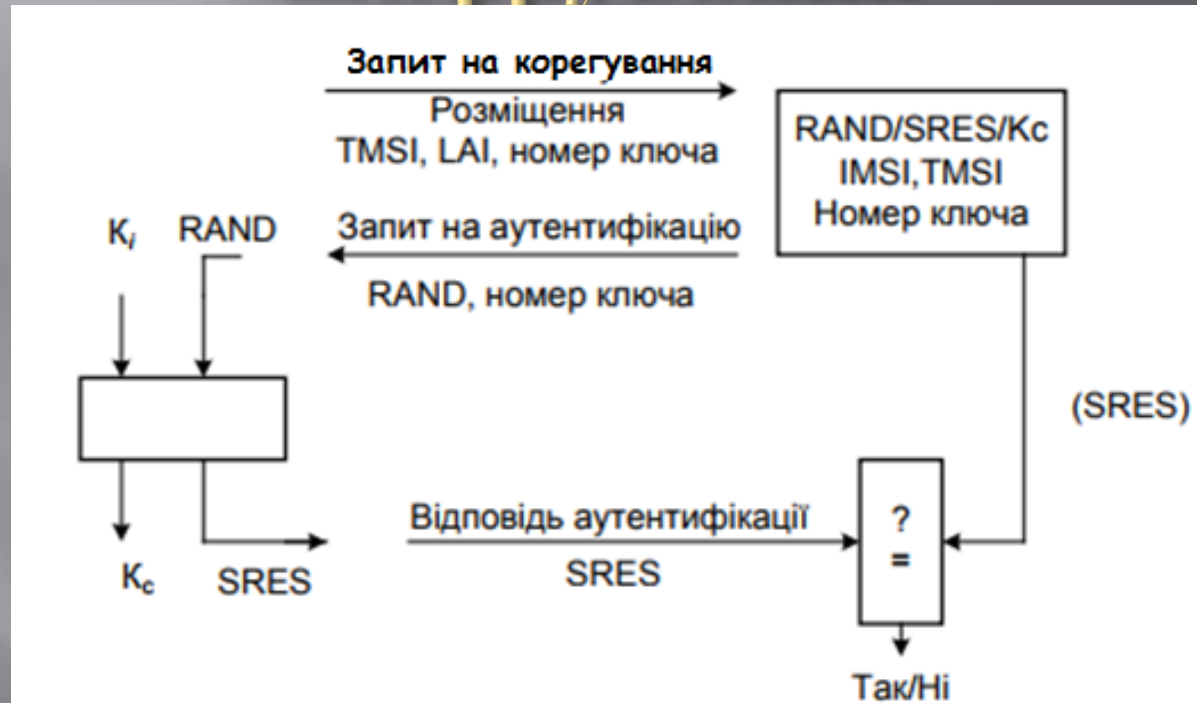 Запит на корегування
Розміщення
TMSI, LAI, номер ключа
RAND/SRES/Kc
IMSI,TMSI
Номер ключа
Ki RAND
Запит на аутентифікацію
RAND, номер ключа
(SRES)
Відповідь аутентифікації
SRES
?
=
Kc SRES
Так/Ні